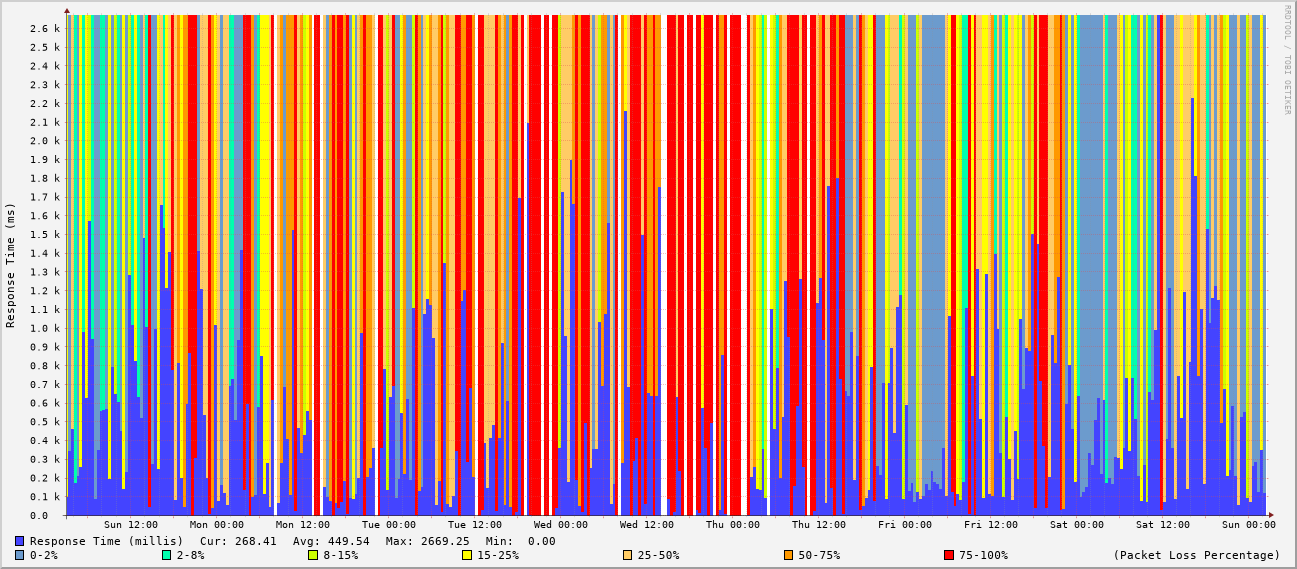 RRDTOOL / TOBI OETIKER
Response Time (ms)
2.6 k
2.5 k
2.4 k
2.3 k
2.2 k
2.1 k
2.0 k
1.9 k
1.8 k
1.7 k
1.6 k
1.5 k
1.4 k
1.3 k
1.2 k
1.1 k
1.0 k
0.9 k
0.8 k
0.7 k
0.6 k
0.5 k
0.4 k
0.3 k
0.2 k
0.1 k
0.0
Sun 12:00 Mon 00:00 Mon 12:00 Tue 00:00 Tue 12:00 Wed 00:00 Wed 12:00 Thu 00:00 Thu 12:00 Fri 00:00 Fri 12:00 Sat 00:00 Sat 12:00 Sun 00:00
Response Time (millis) Cur: 268.41 Avg: 449.54 Max: 2669.25 Min: 0.00
0-2% 2-8% 8-15% 15-25% 25-50% 50-75% 75-100% (Packet Loss Percentage)